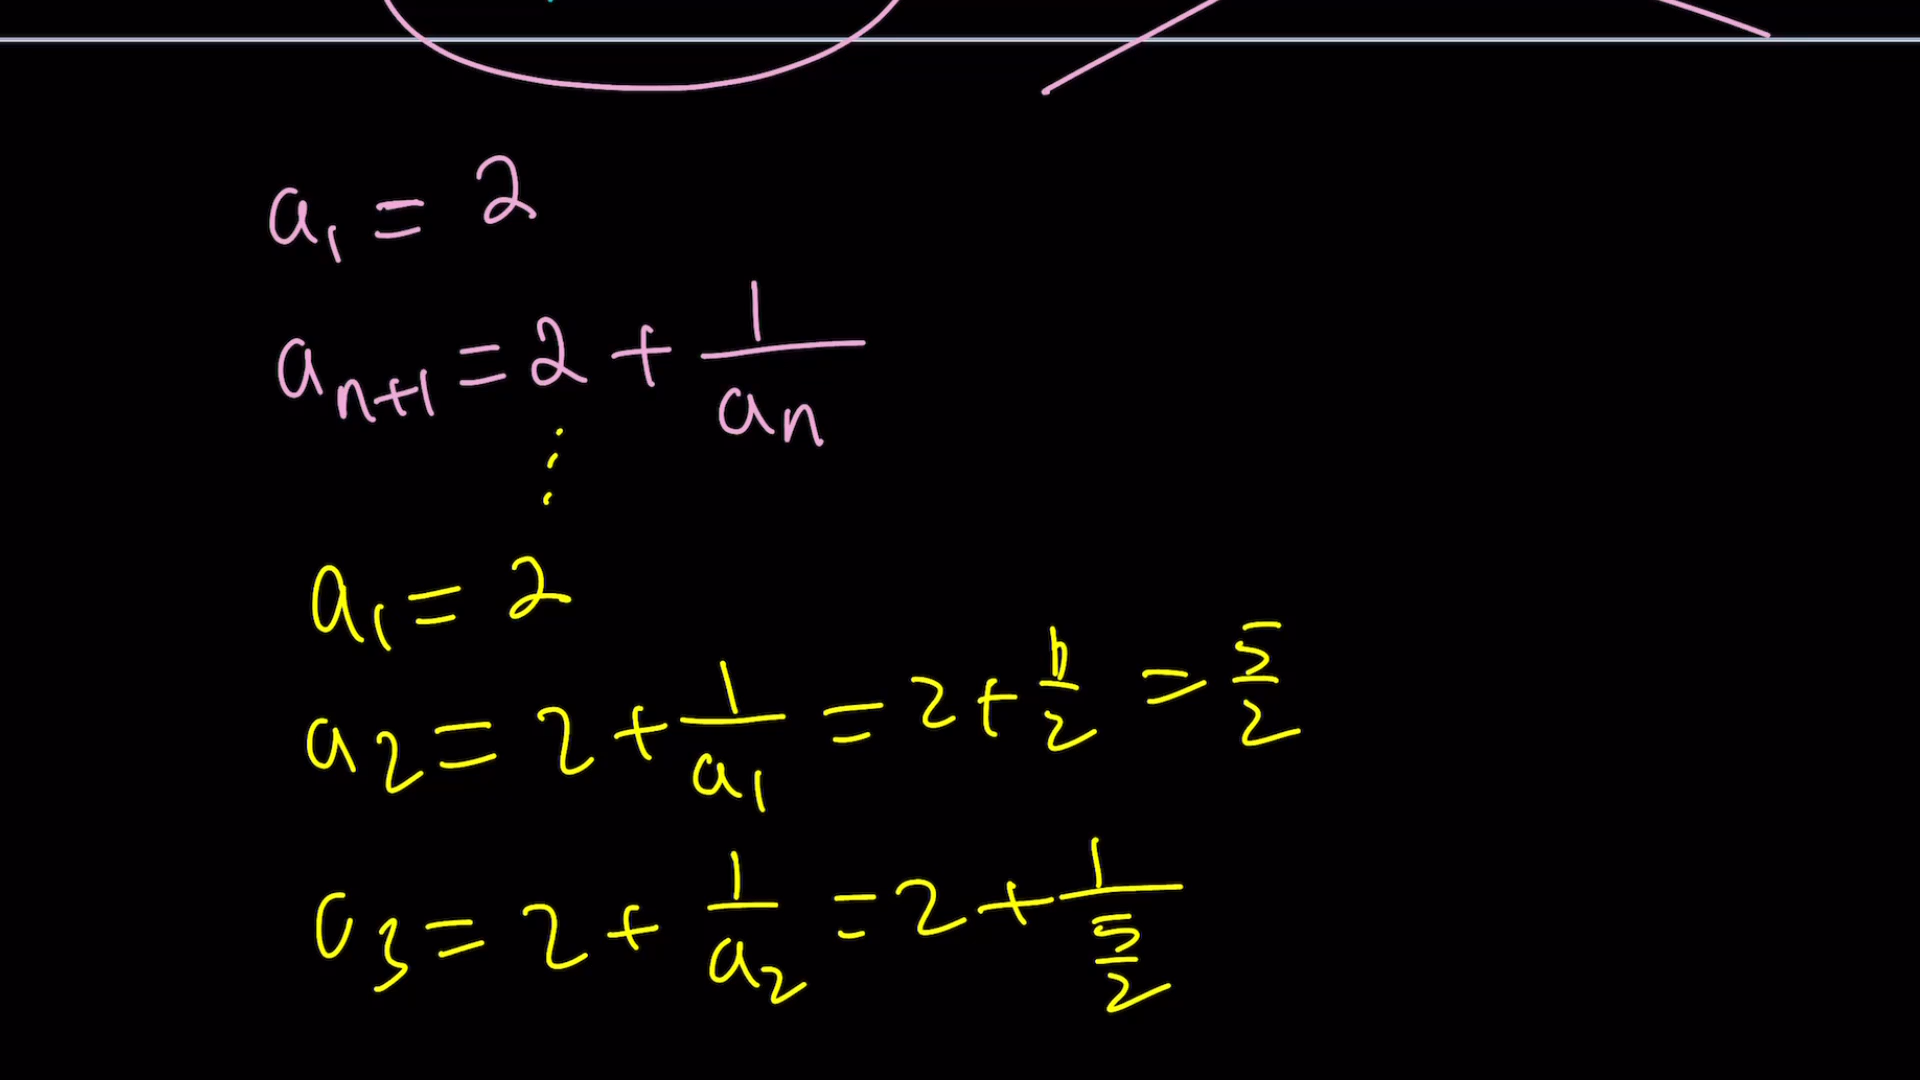 a₁ = 2
aₙ₊₁ = 2 + 1/aₙ
⋮
a₁ = 2
a₂ = 2 + 1/a₁ = 2 + 1/2 = 5/2
a₃ = 2 + 1/a₂ = 2 + 1/(5/2)